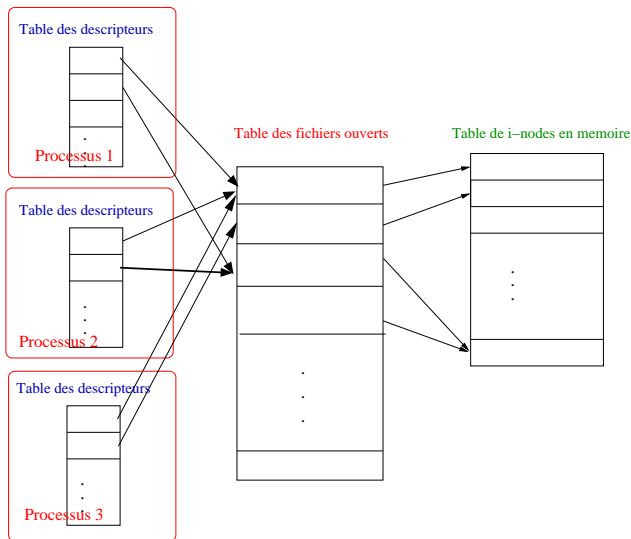 Table des descripteurs
Processus 1
Table des fichiers ouverts
Table de i−nodes en memoire
Table des descripteurs
Processus 2
Table des descripteurs
Processus 3